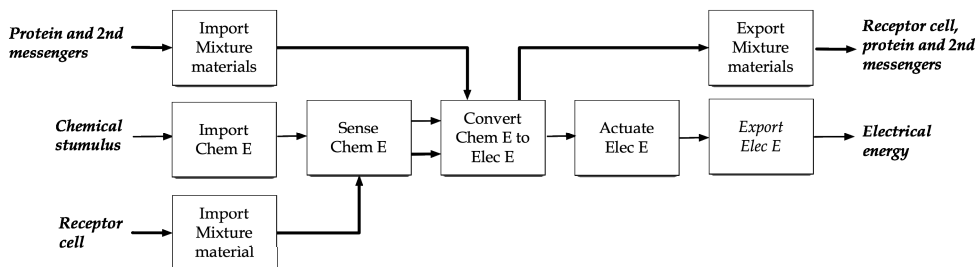 Protein and 2nd
messengers
Import
Mixture
materials
Export
Mixture
materials
Receptor cell,
protein and 2nd
messengers
Chemical
stumulus
Import
Chem E
Sense
Chem E
Convert
Chem E to
Elec E
Actuate
Elec E
Export
Elec E
Electrical
energy
Receptor
cell
Import
Mixture
material